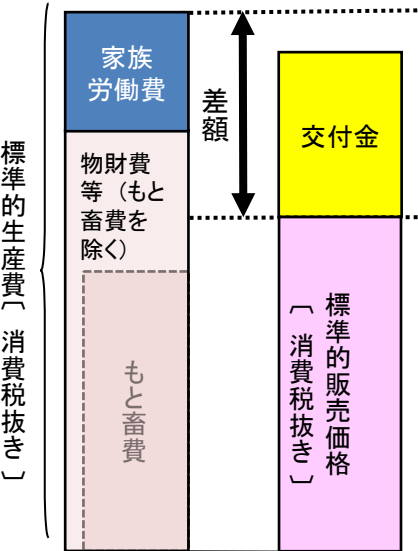 標準的生産費〔消費税抜き〕
家族
労働費
物財費
等（もと
畜費を
除く）
もと畜費
差額
交付金
標準的販売価格
〔消費税抜き〕